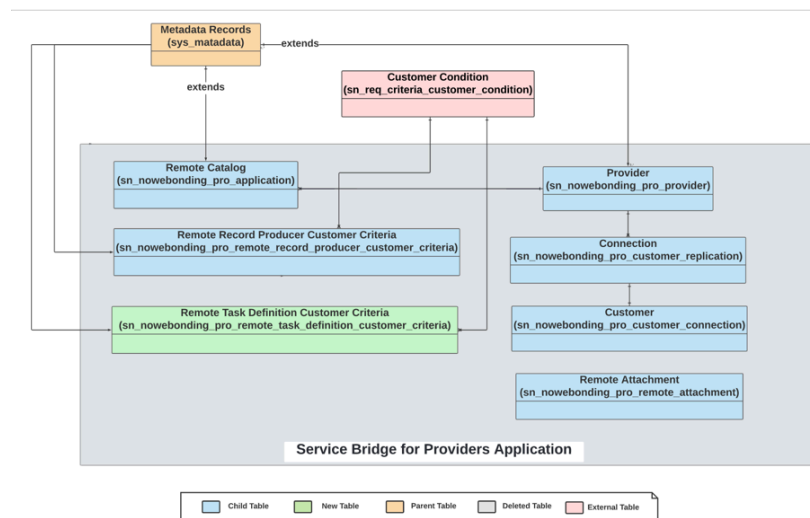 Metadata Records
(sys_matadata)
extends
extends
Customer Condition
(sn_req_criteria_customer_condition)
Remote Catalog
(sn_nowebonding_pro_application)
Provider
(sn_nowebonding_pro_provider)
Remote Record Producer Customer Criteria
(sn_nowebonding_pro_remote_record_producer_customer_criteria)
Connection
(sn_nowebonding_pro_customer_replication)
Remote Task Definition Customer Criteria
(sn_nowebonding_pro_remote_task_definition_customer_criteria)
Customer
(sn_nowebonding_pro_customer_connection)
Remote Attachment
(sn_nowebonding_pro_remote_attachment)
Service Bridge for Providers Application
Child Table
New Table
Parent Table
Deleted Table
External Table